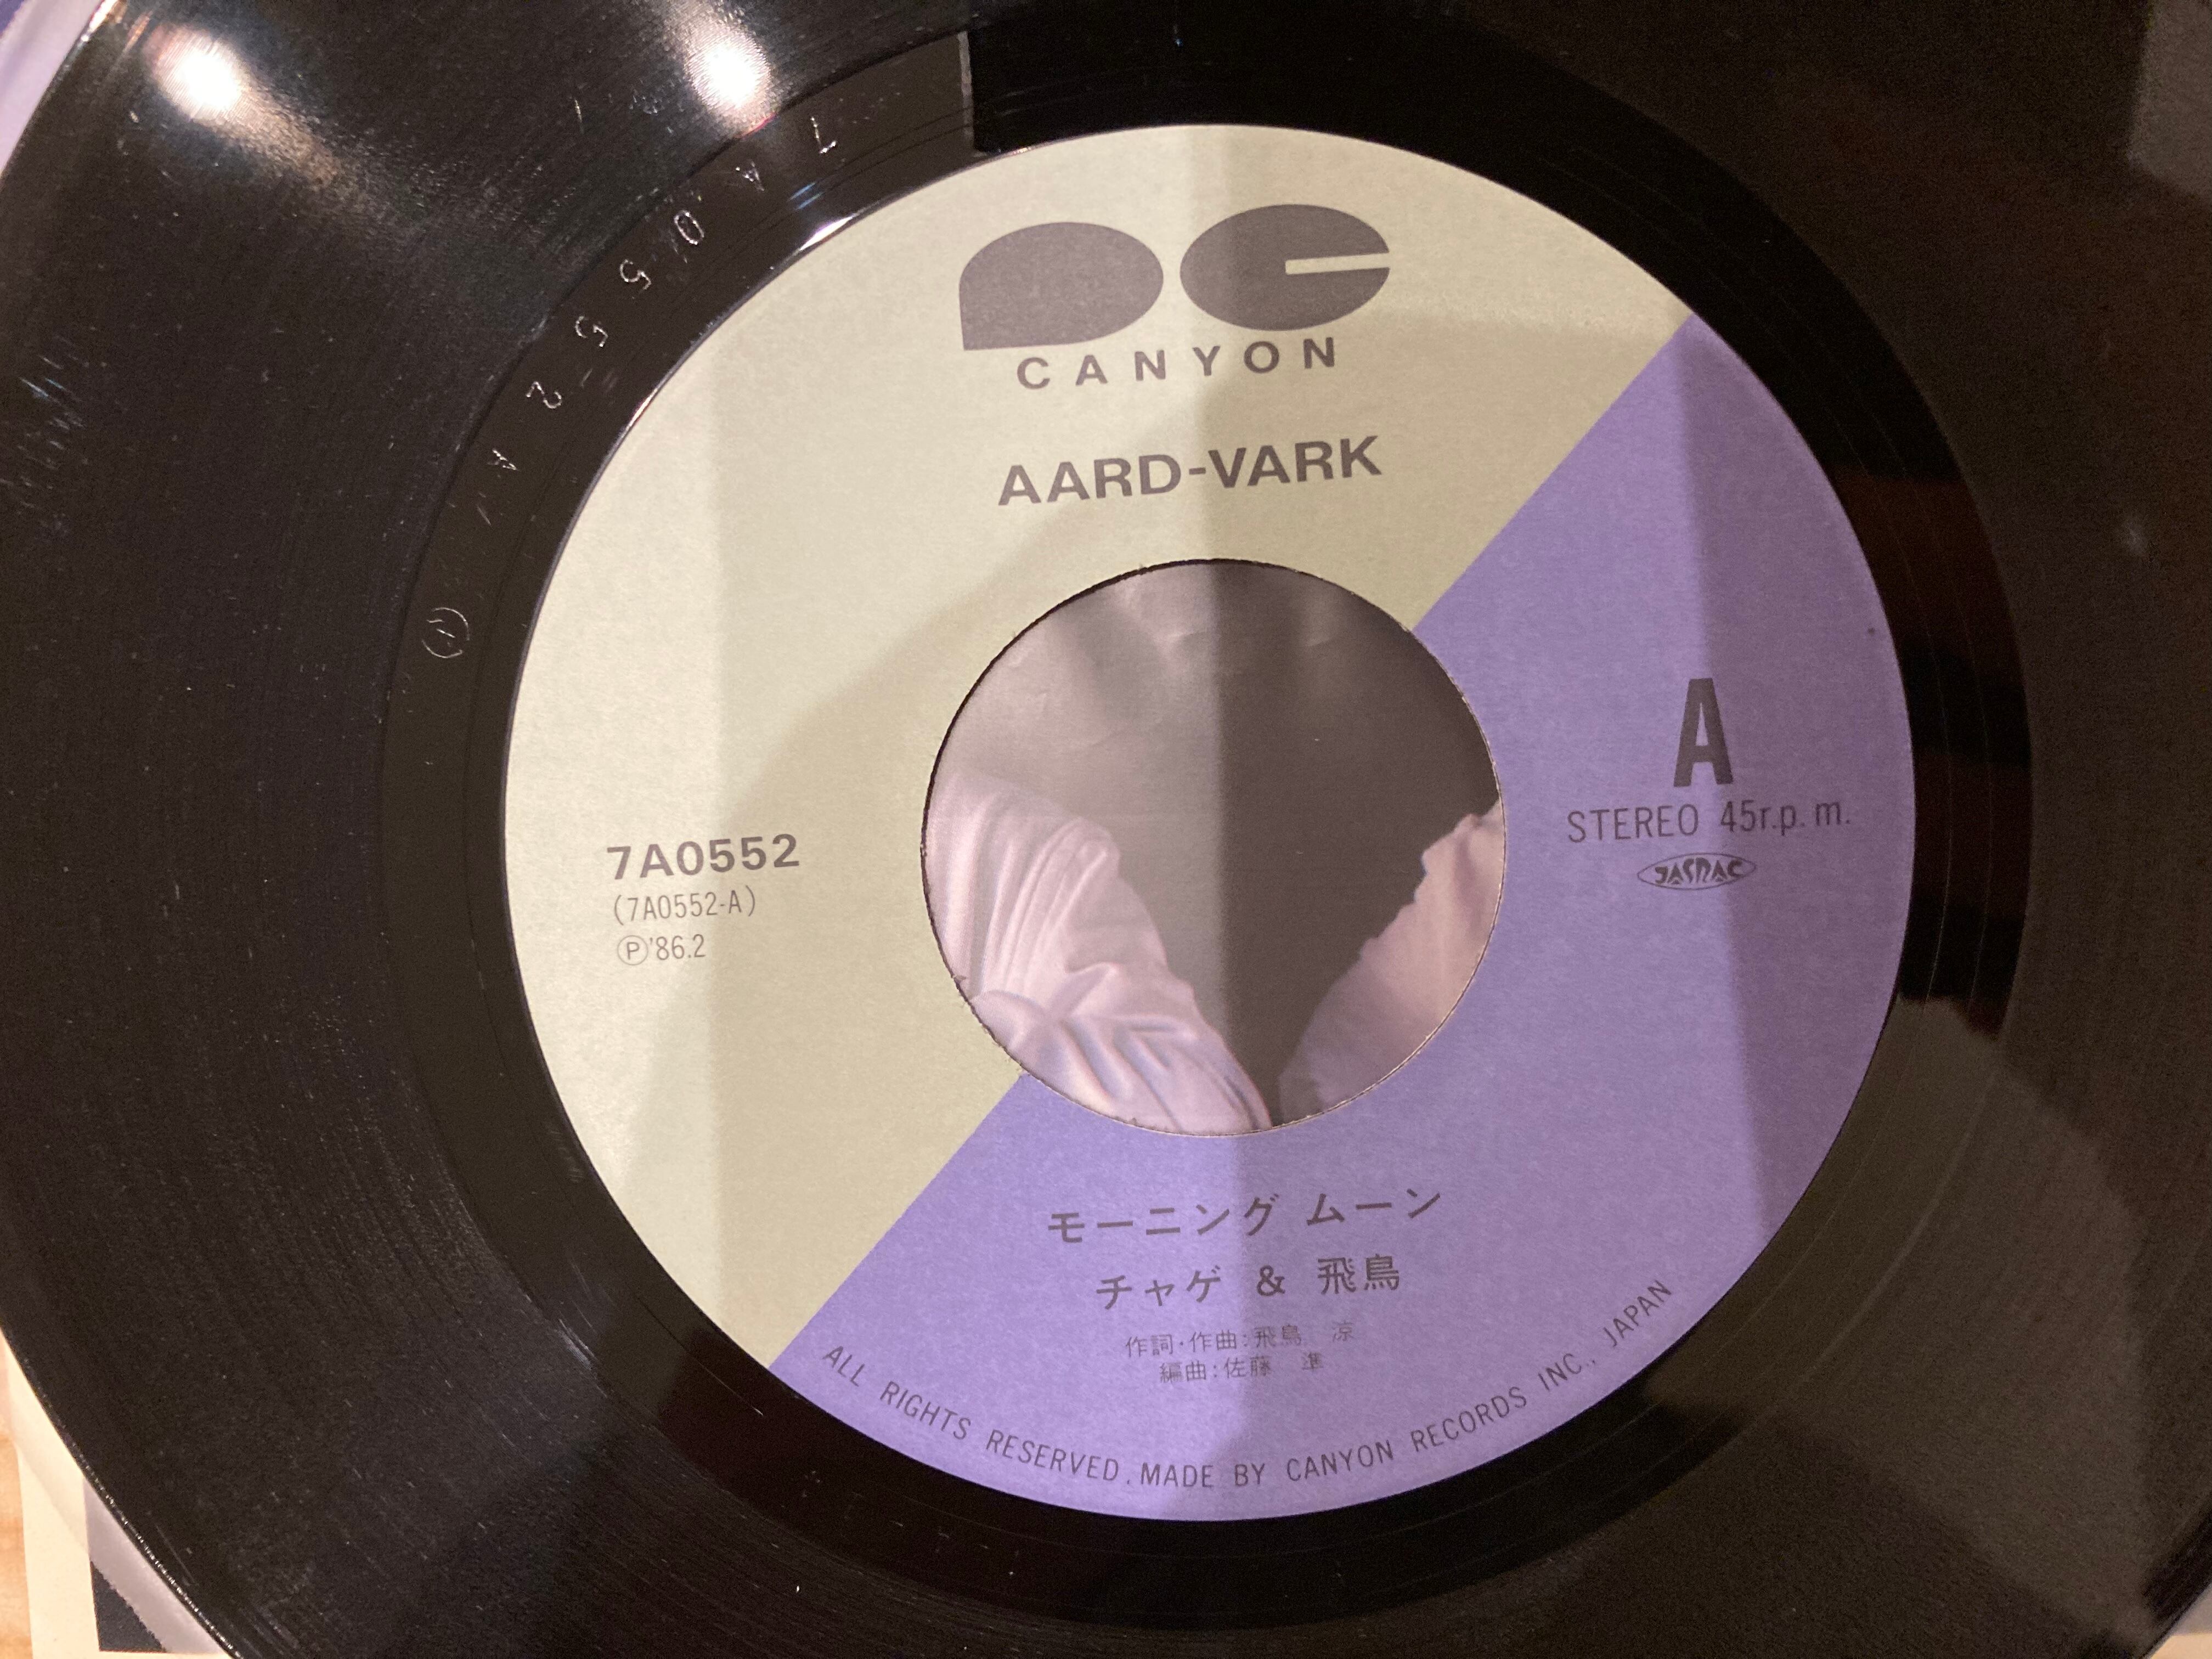 7A0552A
PC
CANYON
AARD-VARK
7A0552
(7A0552-A)
Ⓟ'86.2
A
STEREO 45r.p.m.
JASRAC
モーニング ムーン
チャゲ & 飛鳥
作詞・作曲:飛鳥 涼
編曲:佐藤 準
ALL RIGHTS RESERVED. MADE BY CANYON RECORDS INC., JAPAN